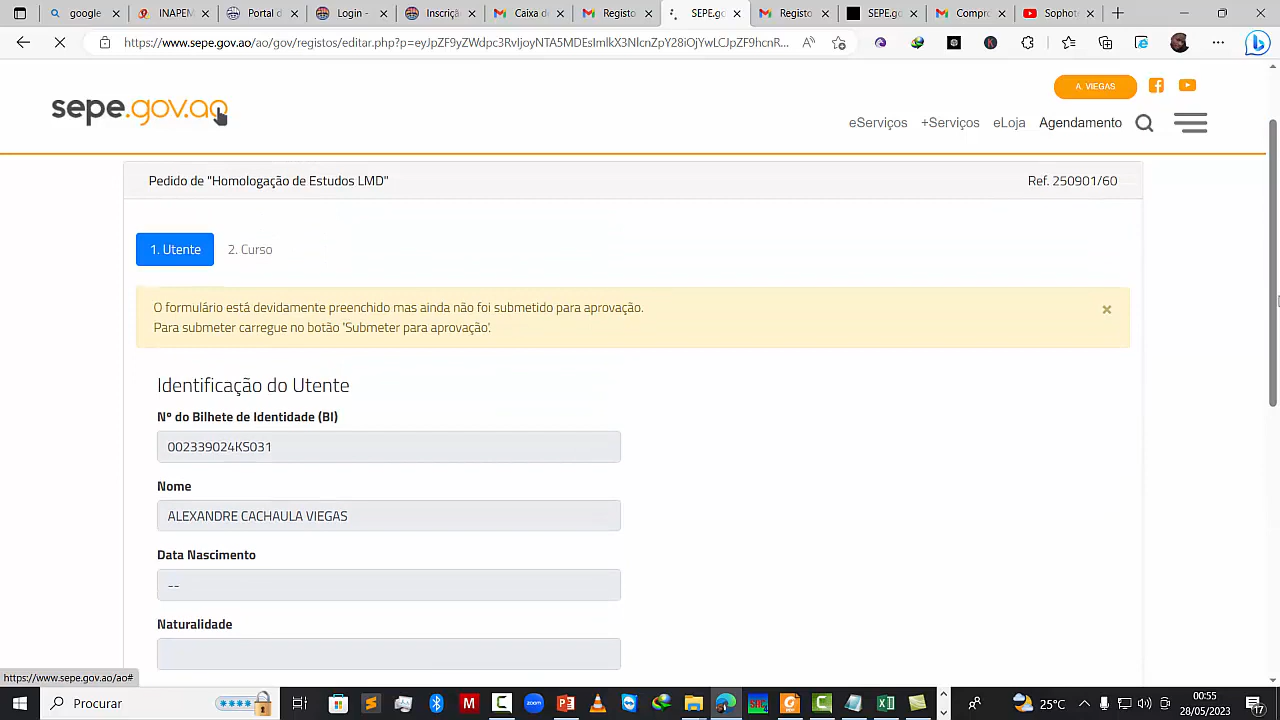 google
INAPEM
Portal d
Login -
Inscriçã
Caixa de
Registo
SEPE.go
Registo
SEPE.go
Compro
Sophot
https://www.sepe.gov.ao/ao/go/registos/editar.php?p=eyJpZF9yZWdpc3RvIjoyNTA5MDEsImlkX3NlcnZpY28iOjYwLCJpZF9hcnR...
A. VIEGAS
sepe.gov.ao
eServiços +Serviços eLoja Agendamento
Pedido de "Homologação de Estudos LMD"
Ref. 250901/60
1. Utente
2. Curso
O formulário está devidamente preenchido mas ainda não foi submetido para aprovação.
Para submeter carregue no botão 'Submeter para aprovação'.
Identificação do Utente
Nº do Bilhete de Identidade (BI)
002339024KS031
Nome
ALEXANDRE CACHAULA VIEGAS
Data Nascimento
--
Naturalidade
https://www.sepe.gov.ao/ao#
Procurar
25°C
00:55
28/05/2023